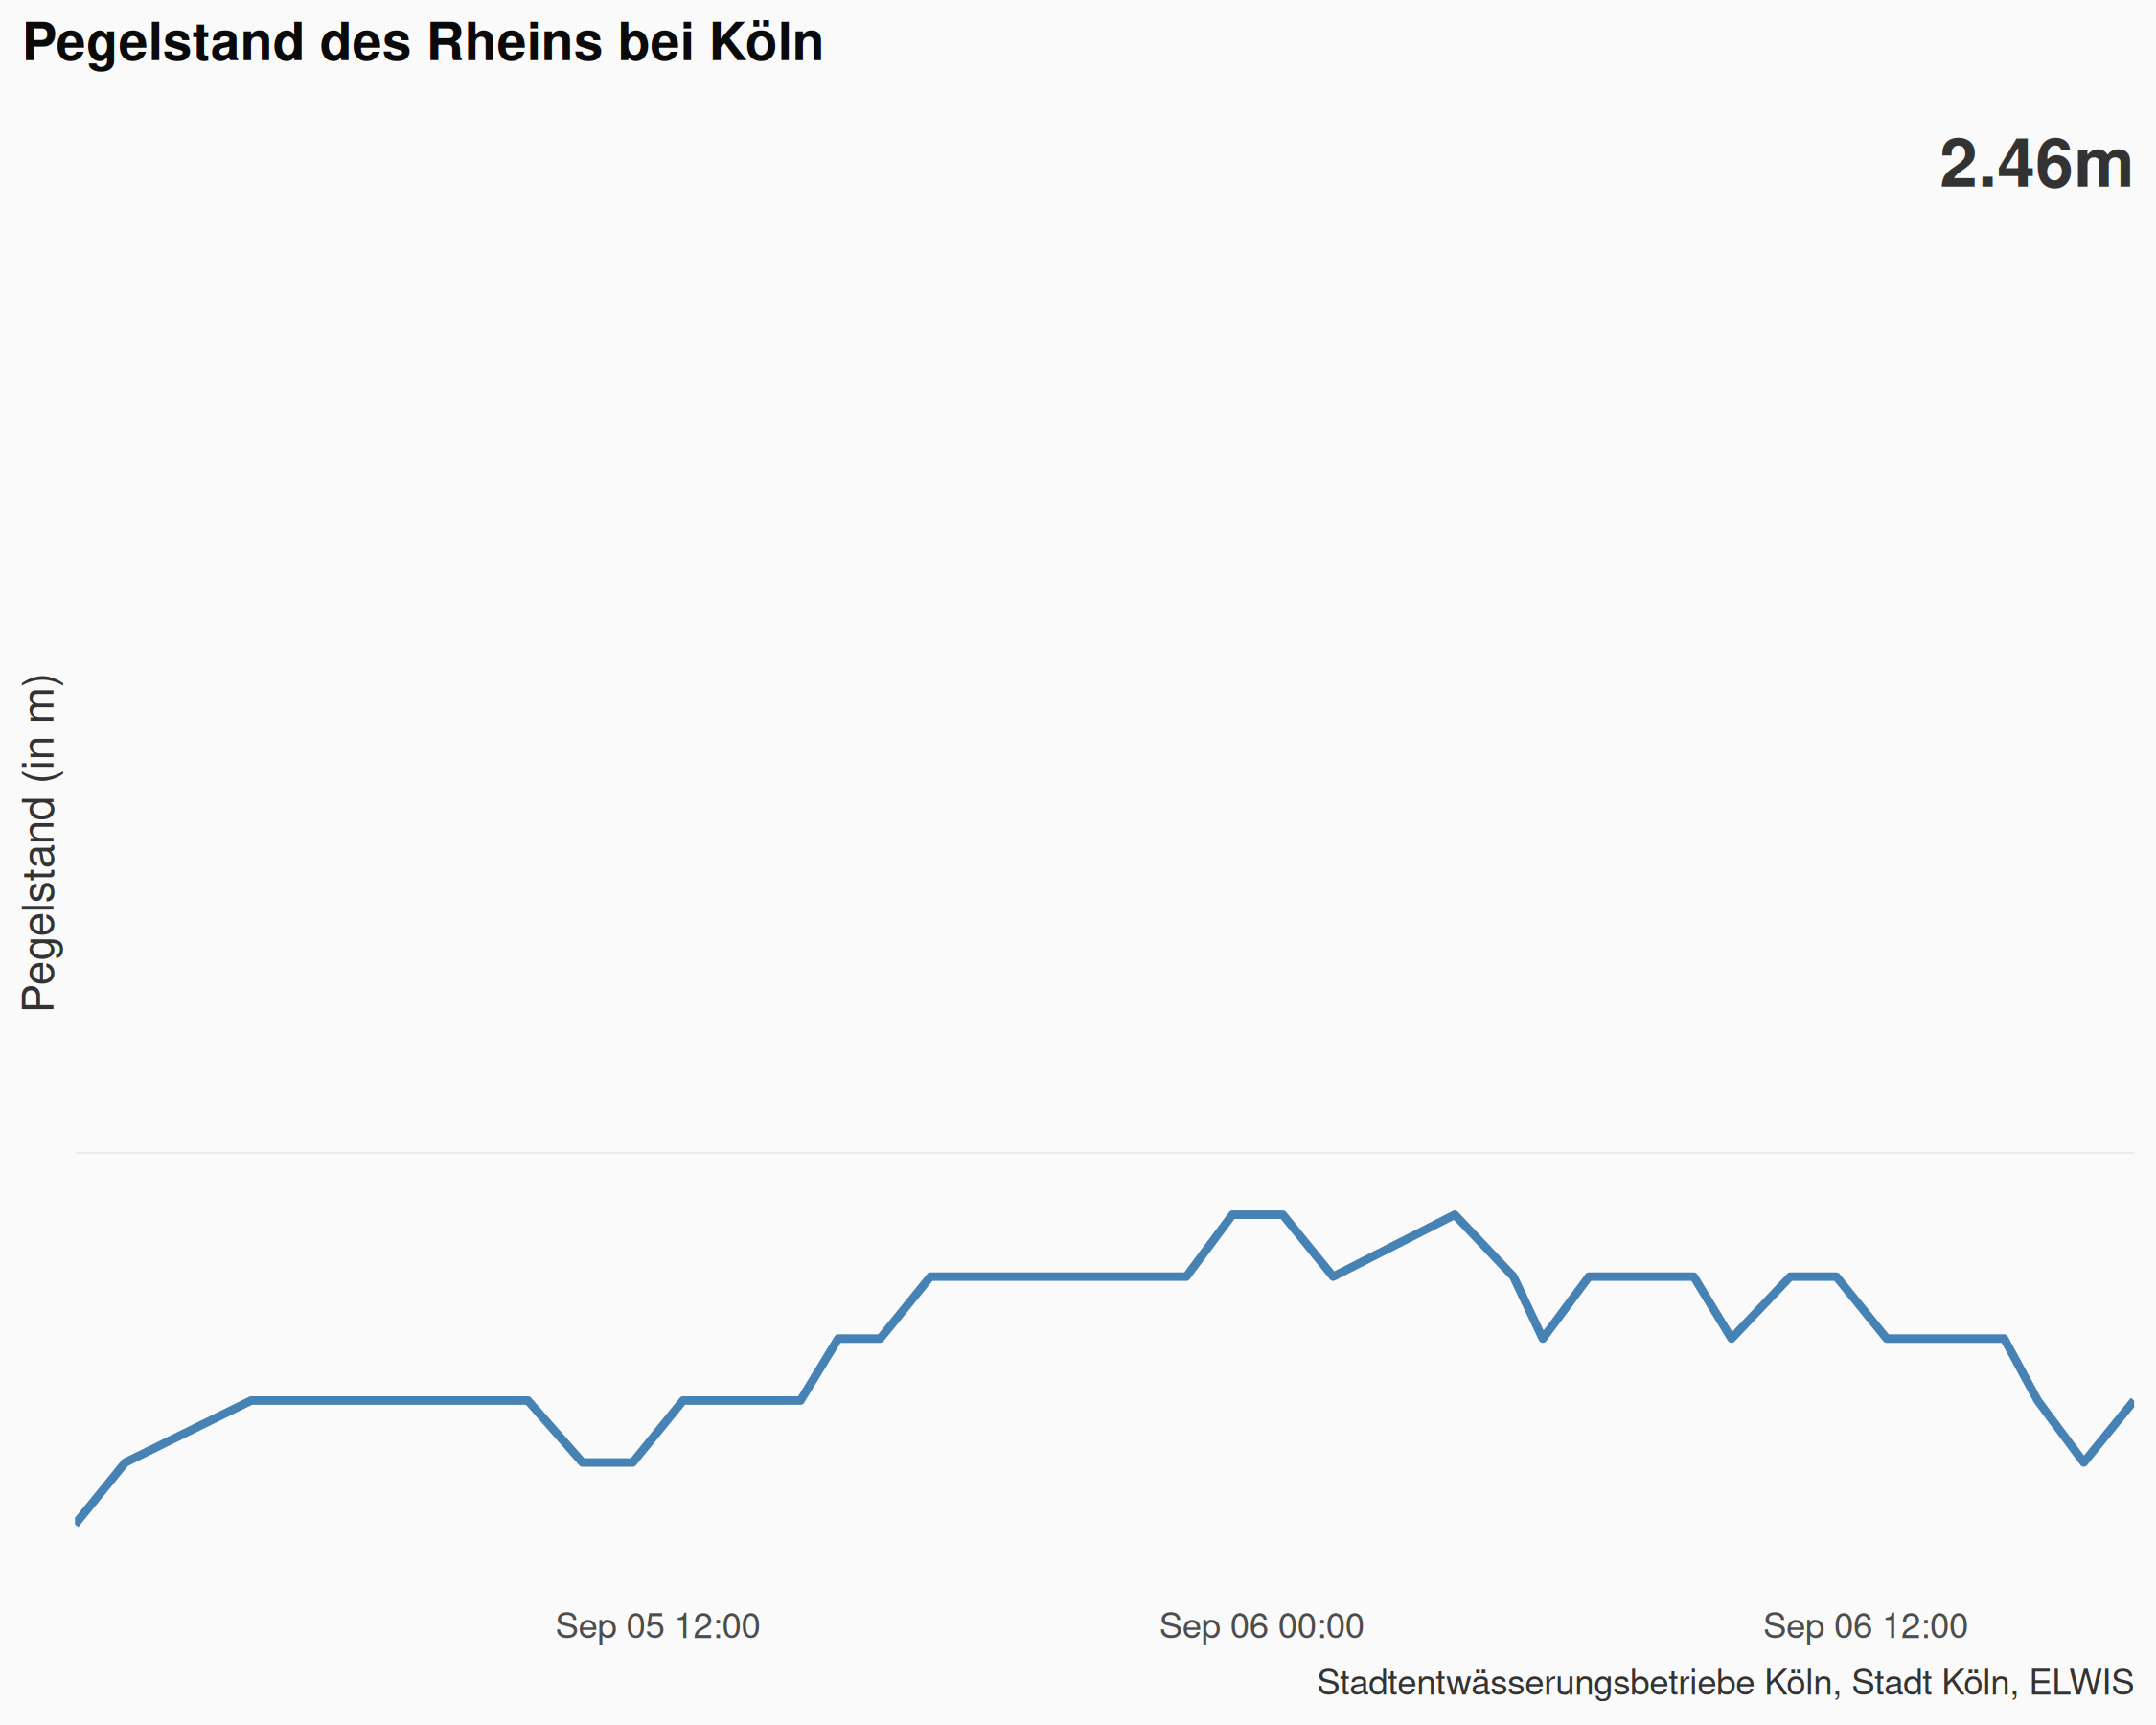 Pegelstand des Rheins bei Köln
2.46m
Pegelstand (in m)
Sep 05 12:00
Sep 06 00:00
Sep 06 12:00
Stadtentwässerungsbetriebe Köln, Stadt Köln, ELWIS